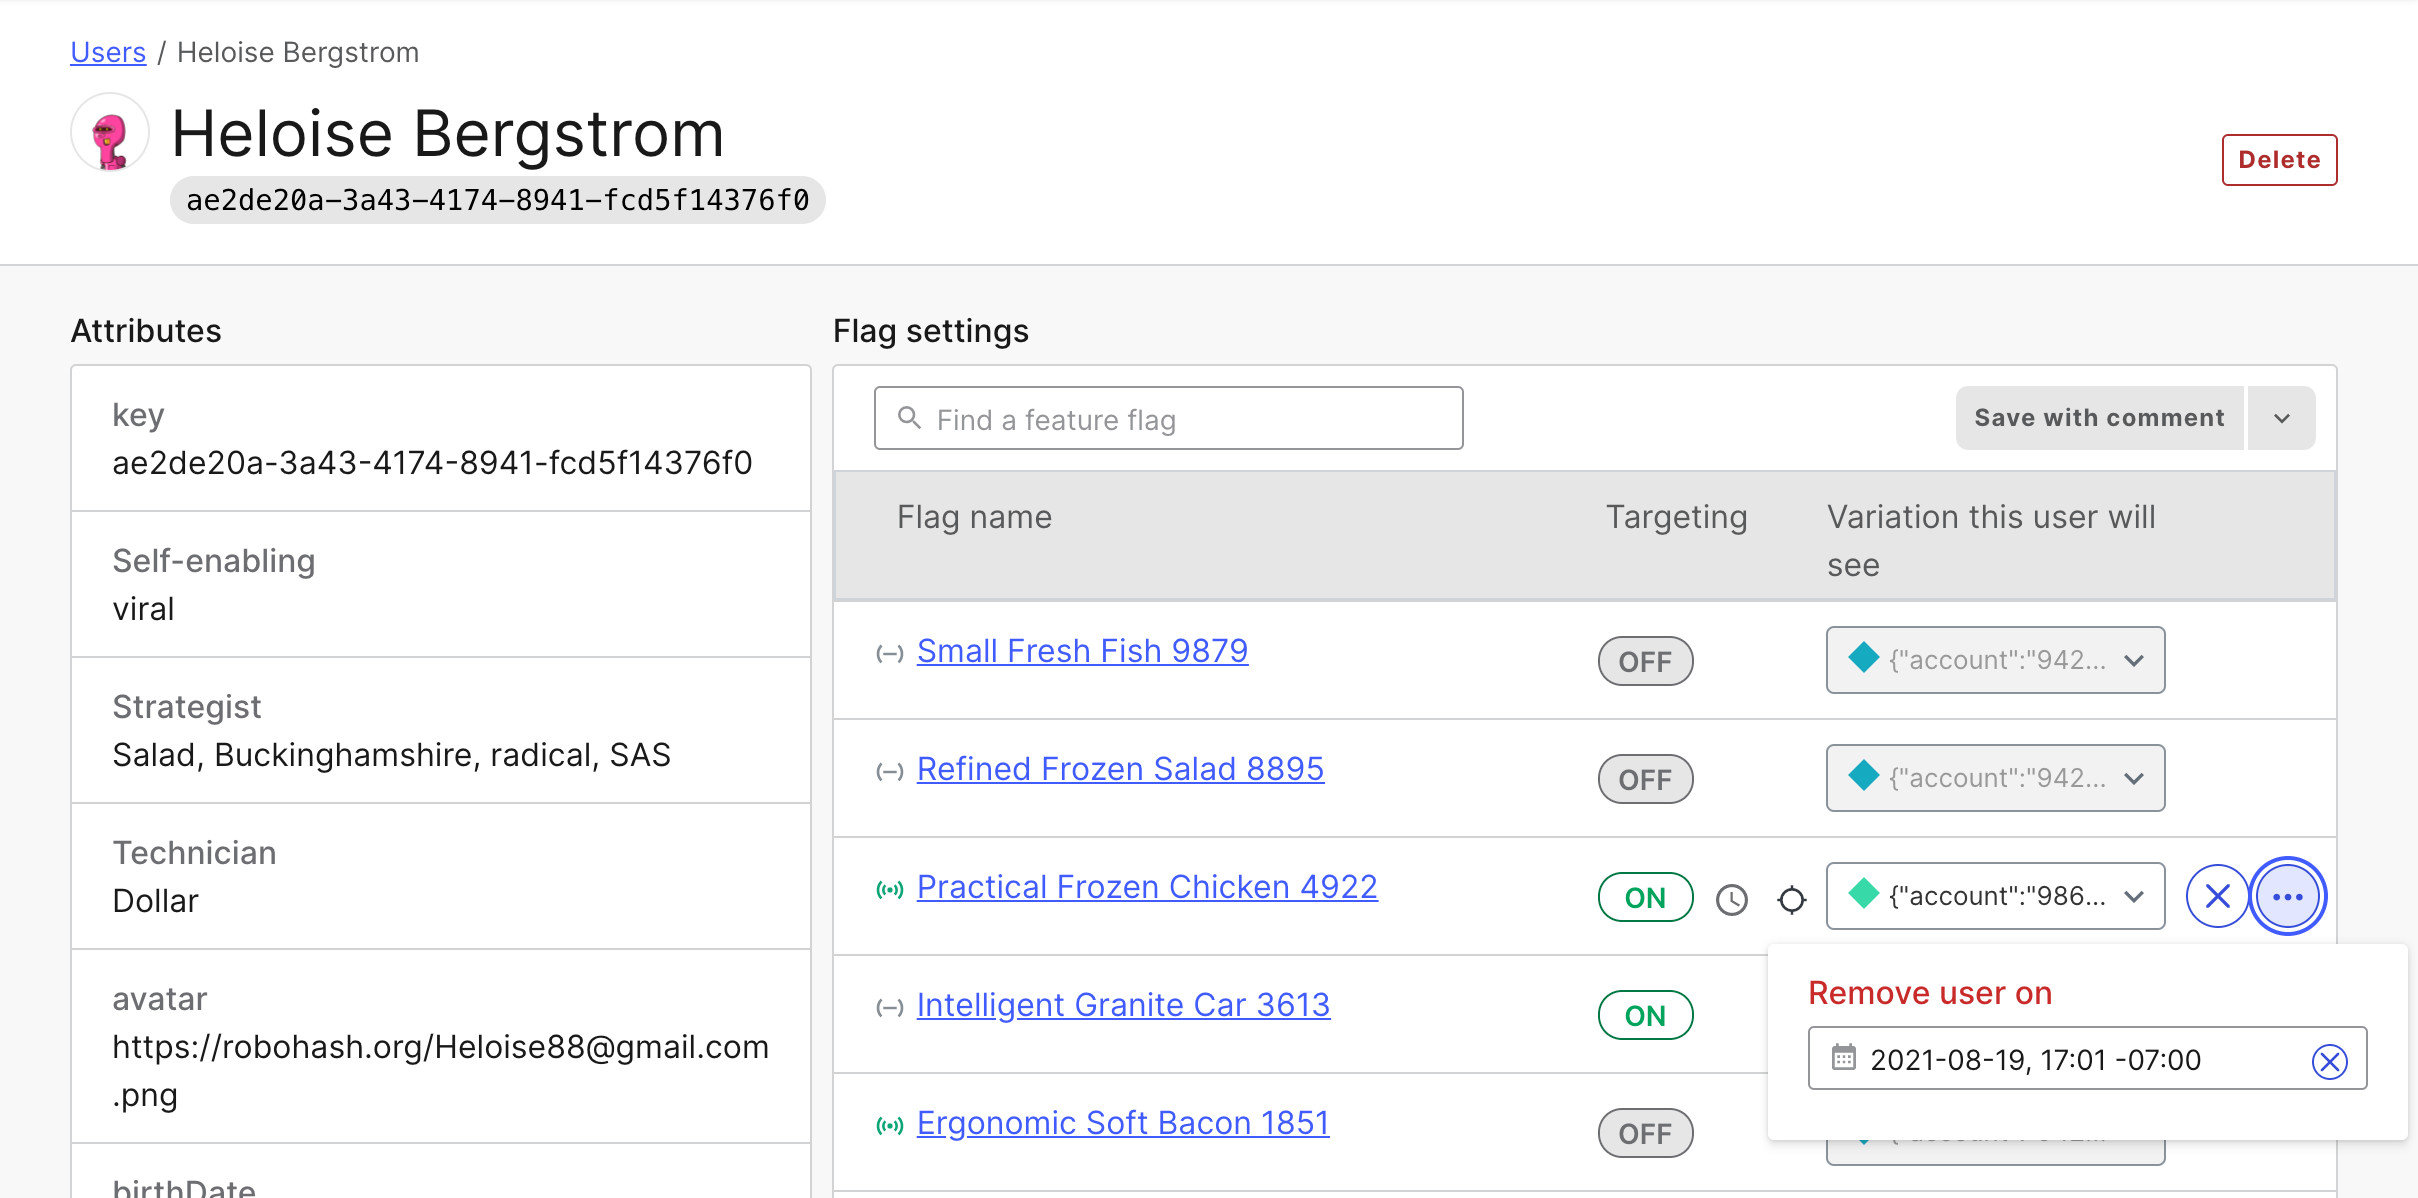 Users / Heloise Bergstrom
Heloise Bergstrom
Delete
ae2de20a-3a43-4174-8941-fcd5f14376f0
Attributes
key
ae2de20a-3a43-4174-8941-fcd5f14376f0
Self-enabling
viral
Strategist
Salad, Buckinghamshire, radical, SAS
Technician
Dollar
avatar
https://robohash.org/Heloise88@gmail.com
.png
birthDate
Flag settings
Find a feature flag
Save with comment
Flag name
Targeting
Variation this user will
see
Small Fresh Fish 9879
OFF
{"account":"942...
Refined Frozen Salad 8895
OFF
{"account":"942...
Practical Frozen Chicken 4922
ON
{"account":"986...
Intelligent Granite Car 3613
ON
Remove user on
2021-08-19, 17:01 -07:00
Ergonomic Soft Bacon 1851
OFF